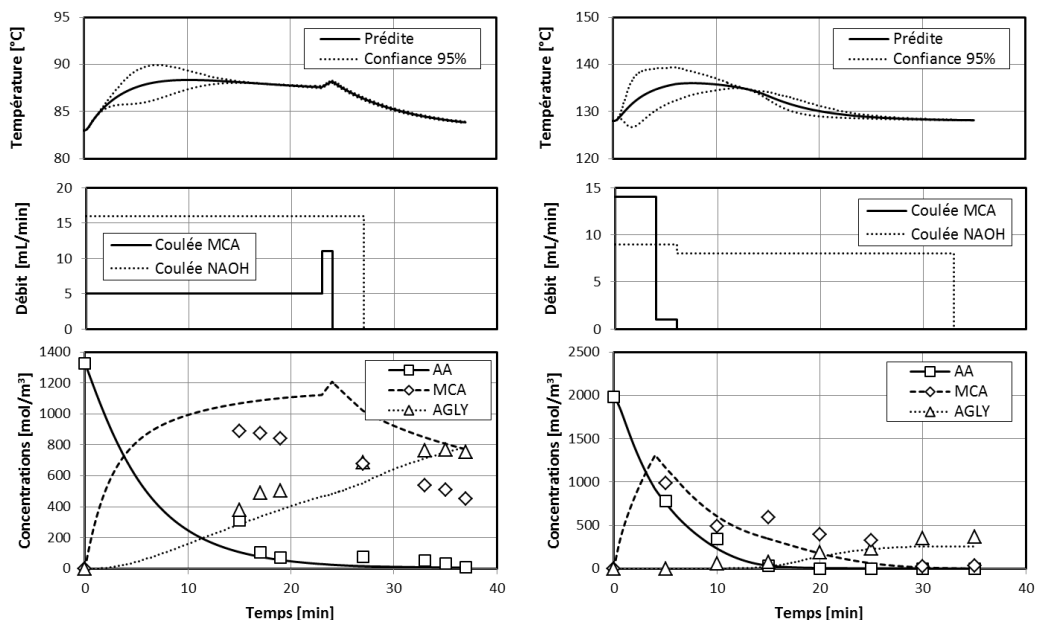 Température [°C]
95
90
85
80
Prédite
Confiance 95%
Débit [mL/min]
20
15
10
5
0
Coulée MCA
Coulée NAOH
Concentrations [mol/m³]
1400
1200
1000
800
600
400
200
0
AA
MCA
AGLY
0 10 20 30 40
Temps [min]
Température [°C]
150
140
130
120
Prédite
Confiance 95%
Débit [mL/min]
15
10
5
0
Coulée MCA
Coulée NAOH
Concentrations [mol/m³]
2500
2000
1500
1000
500
0
AA
MCA
AGLY
0 10 20 30 40
Temps [min]